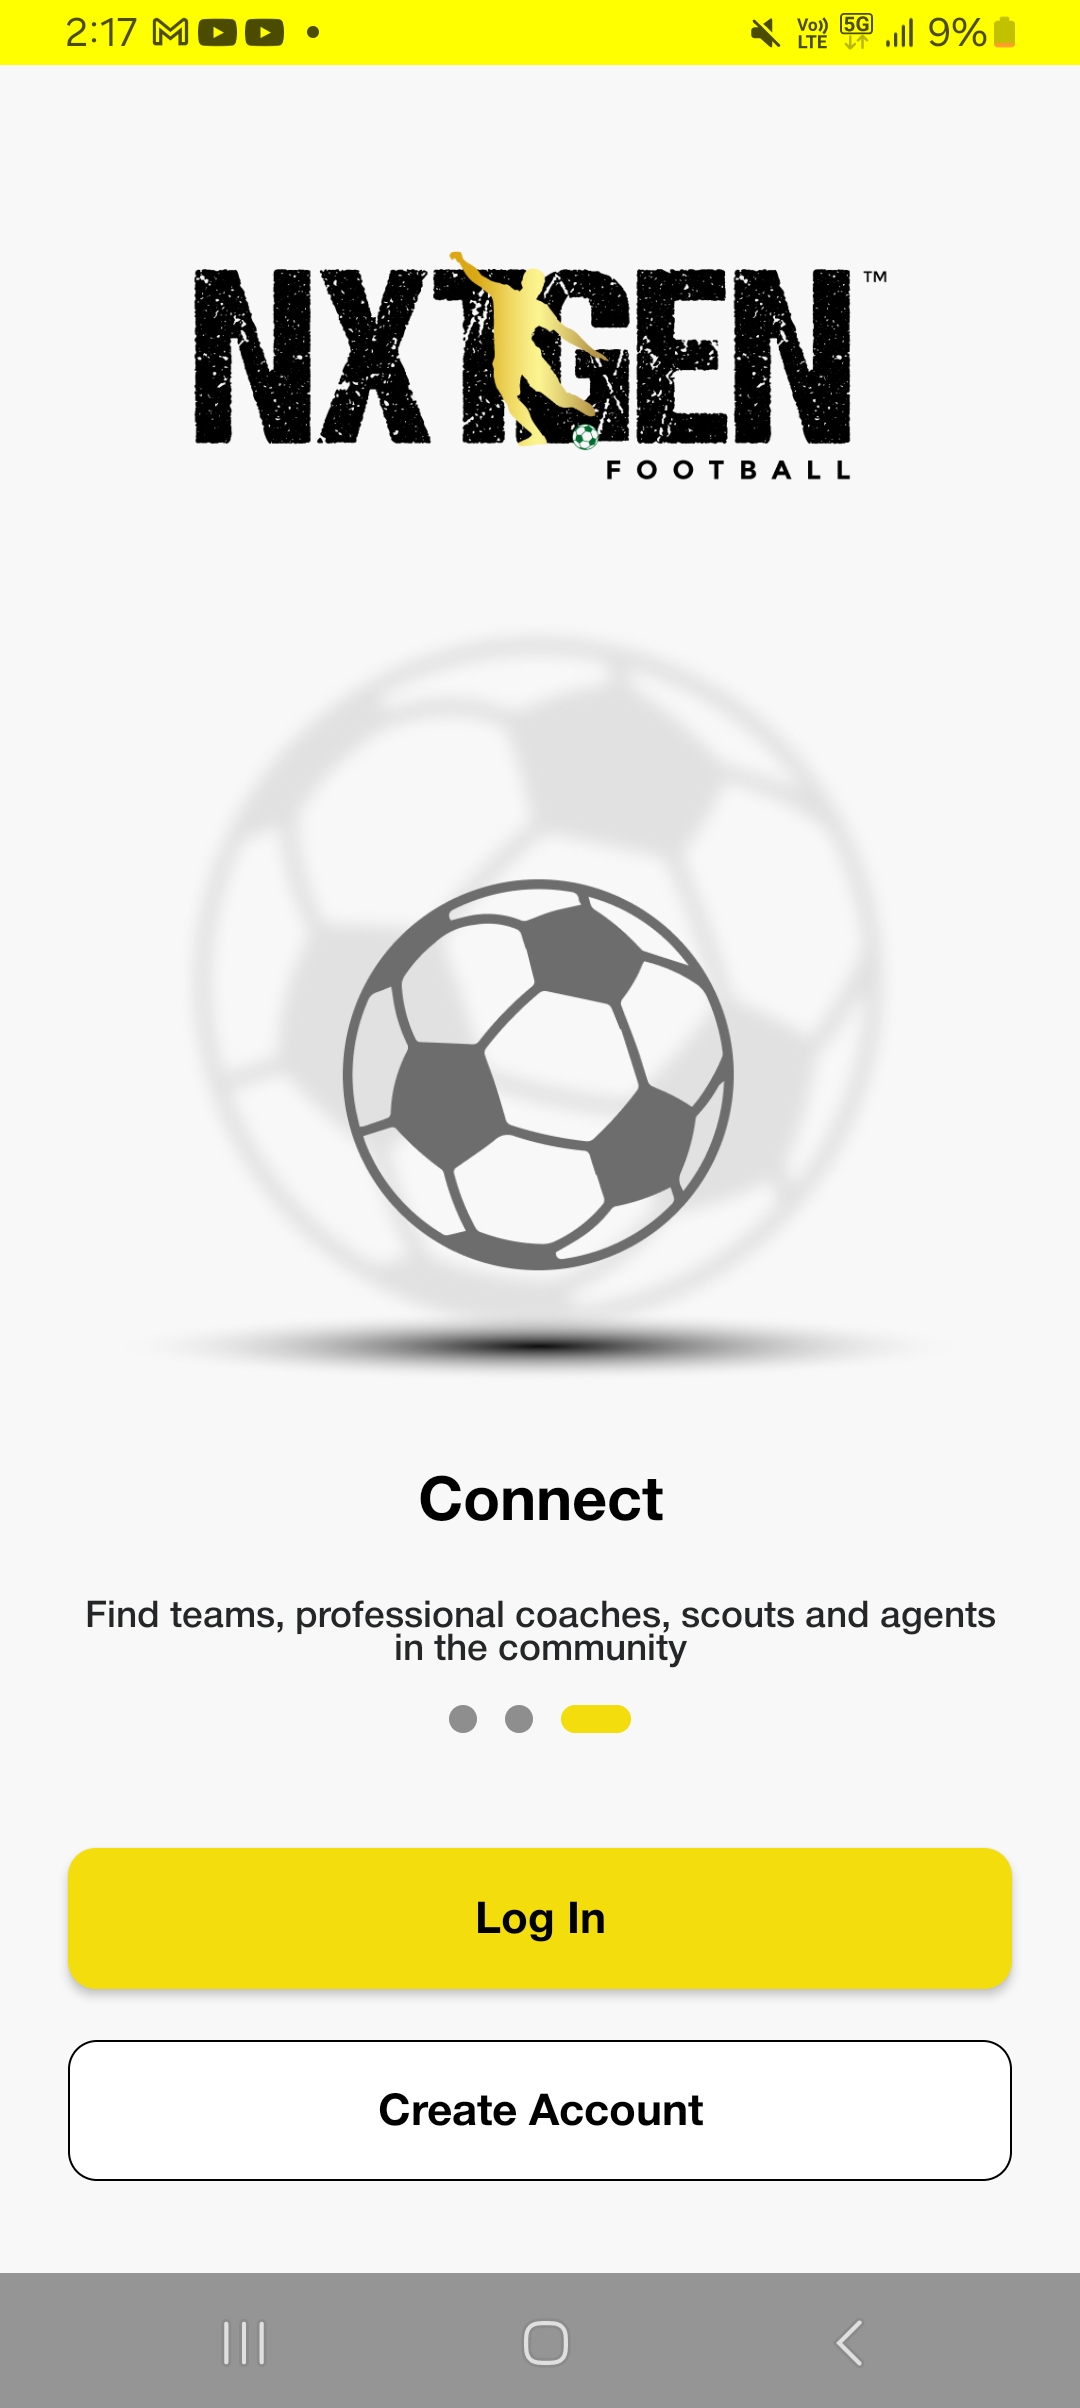 2:17
Vo)) LTE 5G 9%
NXTGEN™
FOOTBALL
Connect
Find teams, professional coaches, scouts and agents
in the community
Log In
Create Account